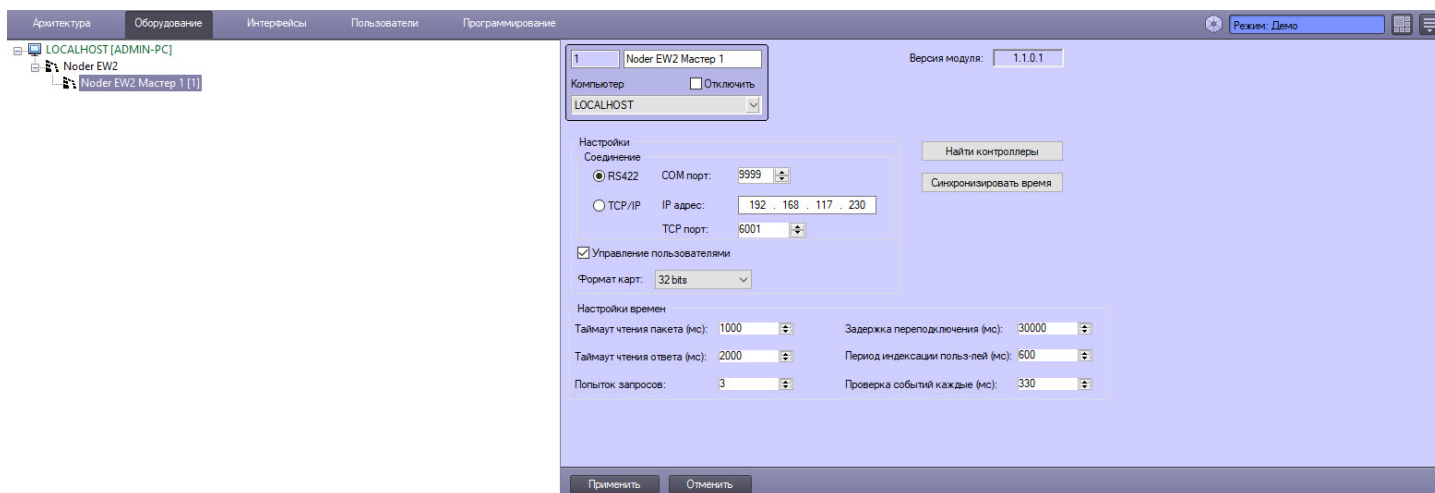 Архитектура Оборудование Интерфейсы Пользователи Программирование Режим: Демо
LOCALHOST [ADMIN-PC]
Noder EW2
Noder EW2 Мастер 1 [1]
1 Noder EW2 Мастер 1 Версия модуля: 1.1.0.1
Компьютер Отключить
LOCALHOST
Настройки
Соединение
RS422 COM порт: 9999
TCP/IP IP адрес: 192 . 168 . 117 . 230
TCP порт: 6001
Управление пользователями
Формат карт: 32 bits
Найти контроллеры
Синхронизировать время
Настройки времен
Таймаут чтения пакета (мс): 1000 Задержка переподключения (мс): 30000
Таймаут чтения ответа (мс): 2000 Период индексации польз-лей (мс): 600
Попыток запросов: 3 Проверка событий каждые (мс): 330
Применить Отменить